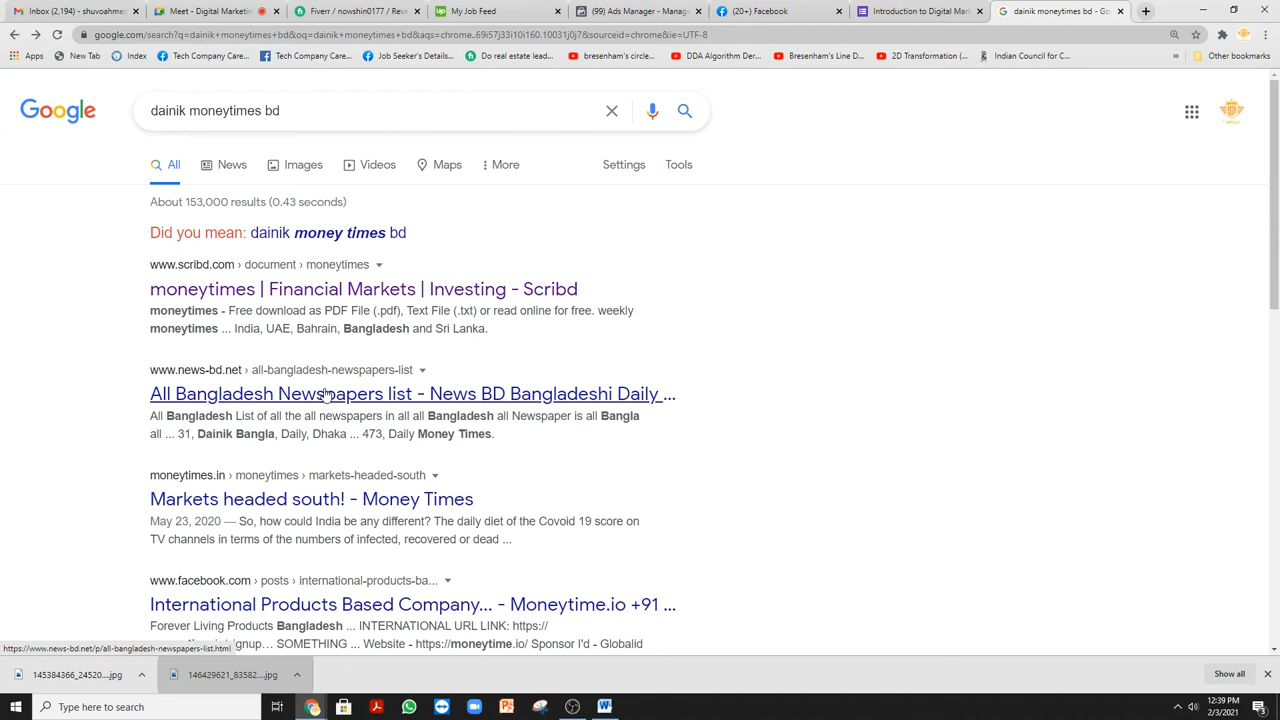 Inbox (2,194) - shuvoahmed
Meet - Digital Marketin
Fiverr / nowshin0177 / Reve
My Job Feed
(99) Ads Manager - Manage
(20+) Facebook
Introduction to Digital Mark
dainik moneytimes bd - Go
google.com/search?q=dainik+moneytimes+bd&oq=dainik+moneytimes+bd&aqs=chrome..69i57j33i10i160.10031j0j7&sourceid=chrome&ie=UTF-8
Apps
New Tab
Index
Tech Company Care...
Tech Company Care...
Job Seeker's Details...
Do real estate lead...
bresenham's circle...
DDA Algorithm Der...
Bresenham's Line D...
2D Transformation (...
Indian Council for...
Other bookmarks
Google
dainik moneytimes bd
All
News
Images
Videos
Maps
More
Settings
Tools
About 153,000 results (0.43 seconds)
Did you mean: dainik money times bd
www.scribd.com › document › moneytimes
moneytimes | Financial Markets | Investing - Scribd
moneytimes - Free download as PDF File (.pdf), Text File (.txt) or read online for free. weekly
moneytimes ... India, UAE, Bahrain, Bangladesh and Sri Lanka.
www.news-bd.net › all-bangladesh-newspapers-list
All Bangladesh Newspapers list - News BD Bangladeshi Daily ...
All Bangladesh List of all the all newspapers in all all Bangladesh all Newspaper is all Bangla
all ... 31, Dainik Bangla, Daily, Dhaka ... 473, Daily Money Times.
moneytimes.in › moneytimes › markets-headed-south
Markets headed south! - Money Times
May 23, 2020 — So, how could India be any different? The daily diet of the Covoid 19 score on
TV channels in terms of the numbers of infected, recovered or dead ...
www.facebook.com › posts › international-products-ba...
International Products Based Company... - Moneytime.io +91 ...
Forever Living Products Bangladesh ... INTERNATIONAL URL LINK: https://
gnup... SOMETHING ... Website - https://moneytime.io/ Sponsor I'd - Globalid
https://www.news-bd.net/p/all-bangladesh-newspapers-list.html
145384366_24520....jpg
146429621_83582....jpg
Show all
Type here to search
12:39 PM
2/3/2021
3